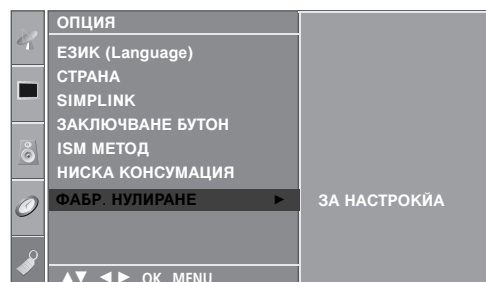 ОПЦИЯ
ЕЗИК (Language)
СТРАНА
SIMPLINK
ЗАКЛЮЧВАНЕ БУТОН
ISM МЕТОД
НИСКА КОНСУМАЦИЯ
ФАБР. НУЛИРАНЕ ► ЗА НАСТРОКЙА
▲▼ ◄► OK MENU